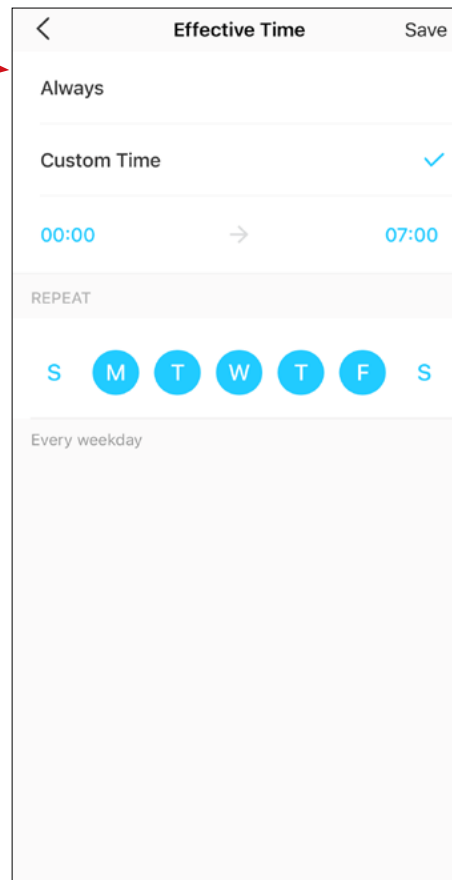 Effective Time Save
Always
Custom Time
00:00 07:00
REPEAT
S M T W T F S
Every weekday